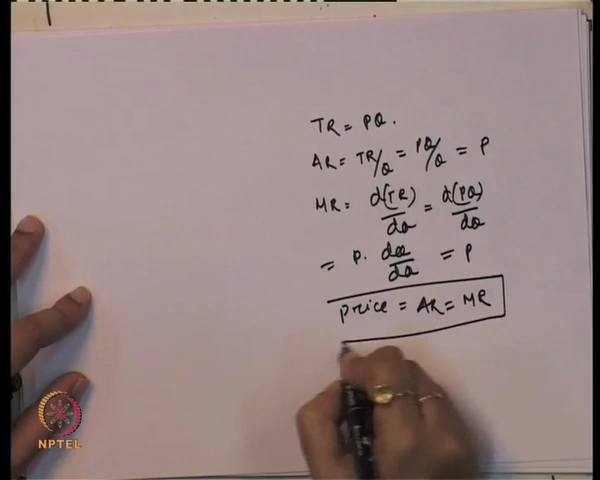 TR = PQ.
AR = TR/Q = PQ/Q = P
MR = d(TR)/dQ = d(PQ)/dQ
= P. dQ/dQ = P
Price = AR = MR
NPTEL